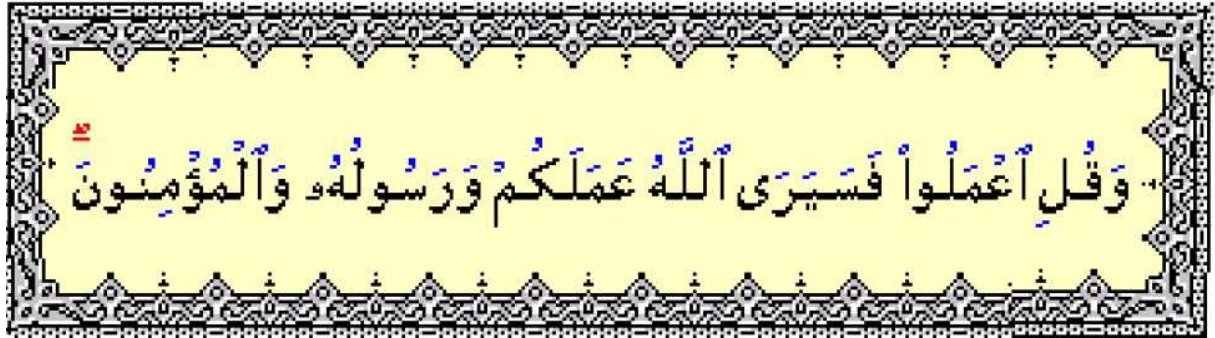 وَقُلِ ٱعْمَلُوا۟ فَسَيَرَى ٱللَّهُ عَمَلَكُمْ وَرَسُولُهُۥ وَٱلْمُؤْمِنُونَ ۖ